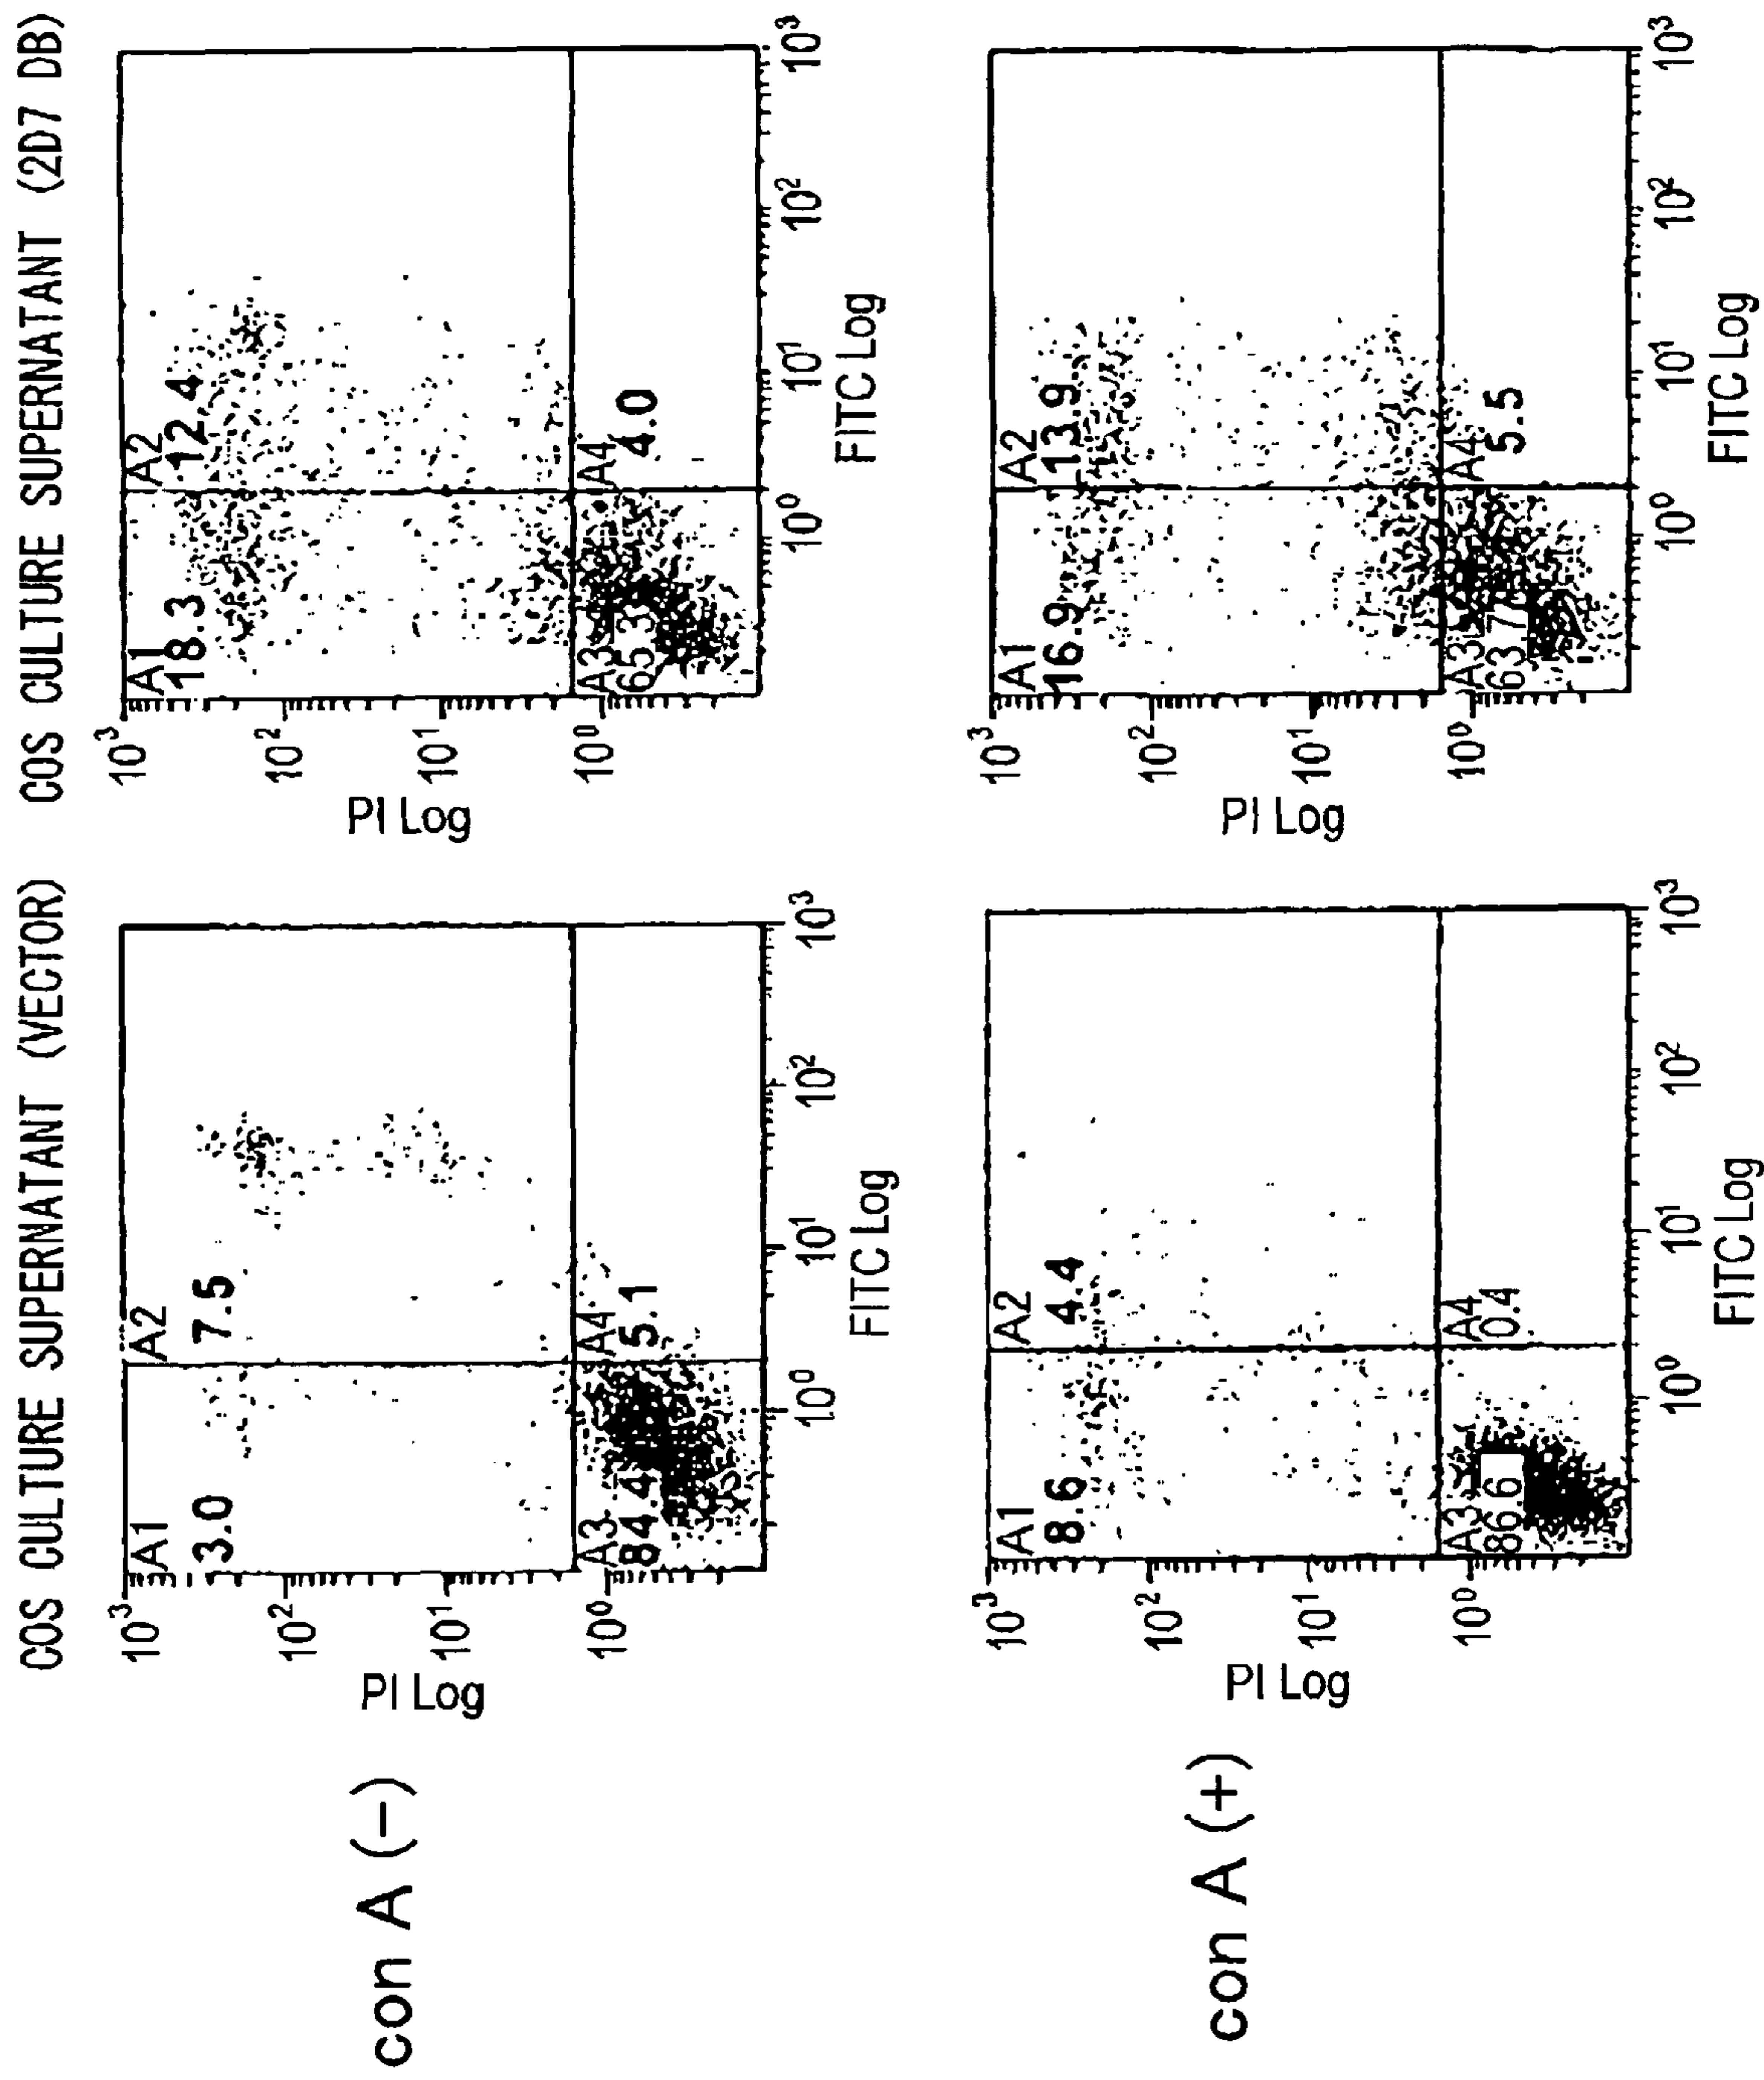 COS CULTURE SUPERNATANT (VECTOR)
COS CULTURE SUPERNATANT (2D7 DB)
con A (−)
PI Log
10³
10²
10¹
10⁰
A1
3.0
A2
7.5
A3
84.4
A4
5.1
10⁰
10¹
10²
10³
FITC Log
PI Log
10³
10²
10¹
10⁰
A1
18.3
A2
12.4
A3
65.3
A4
4.0
10⁰
10¹
10²
10³
FITC Log
con A (+)
PI Log
10³
10²
10¹
10⁰
A1
8.6
A2
4.4
A3
86.6
A4
0.4
10⁰
10¹
10²
10³
FITC Log
PI Log
10³
10²
10¹
10⁰
A1
16.9
A2
13.9
A3
63.7
A4
5.5
10⁰
10¹
10²
10³
FITC Log